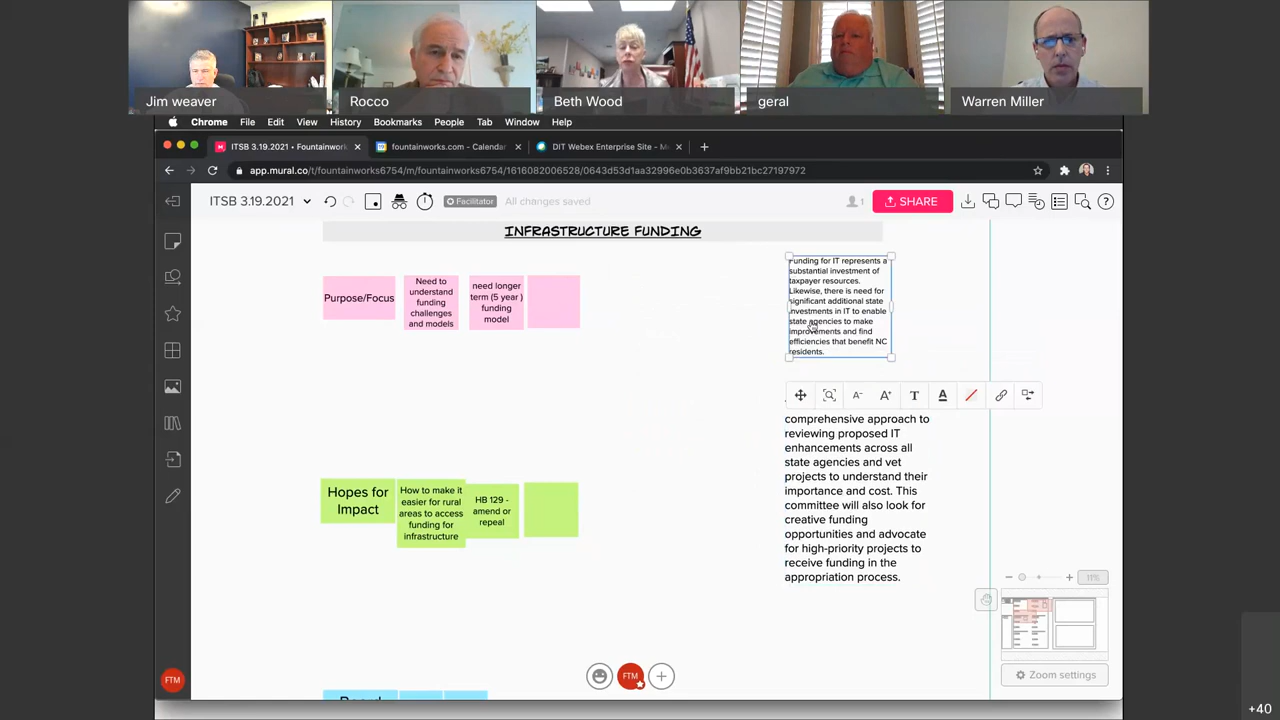 Jim weaver
Rocco
Beth Wood
geral
Warren Miller
Chrome File Edit View History Bookmarks People Tab Window Help
ITSB 3.19.2021 • Fountainwork
fountainworks.com - Calendar
DIT Webex Enterprise Site - M
app.mural.co/t/fountainworks6754/m/fountainworks6754/1616082006528/0643d53d1aa32996e0b3637af9bb21bc27197972
ITSB 3.19.2021
Facilitator
All changes saved
1
SHARE
INFRASTRUCTURE FUNDING
Purpose/Focus
Need to
understand
funding
challenges
and models
need longer
term (5 year )
funding
model
Funding for IT represents a
substantial investment of
taxpayer resources.
Likewise, there is need for
significant additional state
investments in IT to enable
state agencies to make
improvements and find
efficiencies that benefit NC
residents.
A- A+ T A
comprehensive approach to
reviewing proposed IT
enhancements across all
state agencies and vet
projects to understand their
importance and cost. This
committee will also look for
creative funding
opportunities and advocate
for high-priority projects to
receive funding in the
appropriation process.
Hopes for
Impact
How to make it
easier for rural
areas to access
funding for
infrastructure
HB 129 -
amend or
repeal
11%
Zoom settings
FTM
FTM
+40